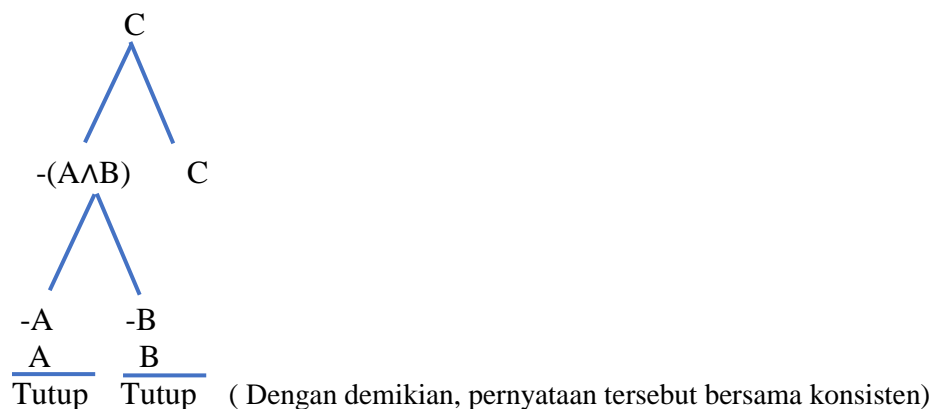 C
-(A∧B) C
-A -B
A B
Tutup Tutup ( Dengan demikian, pernyataan tersebut bersama konsisten)